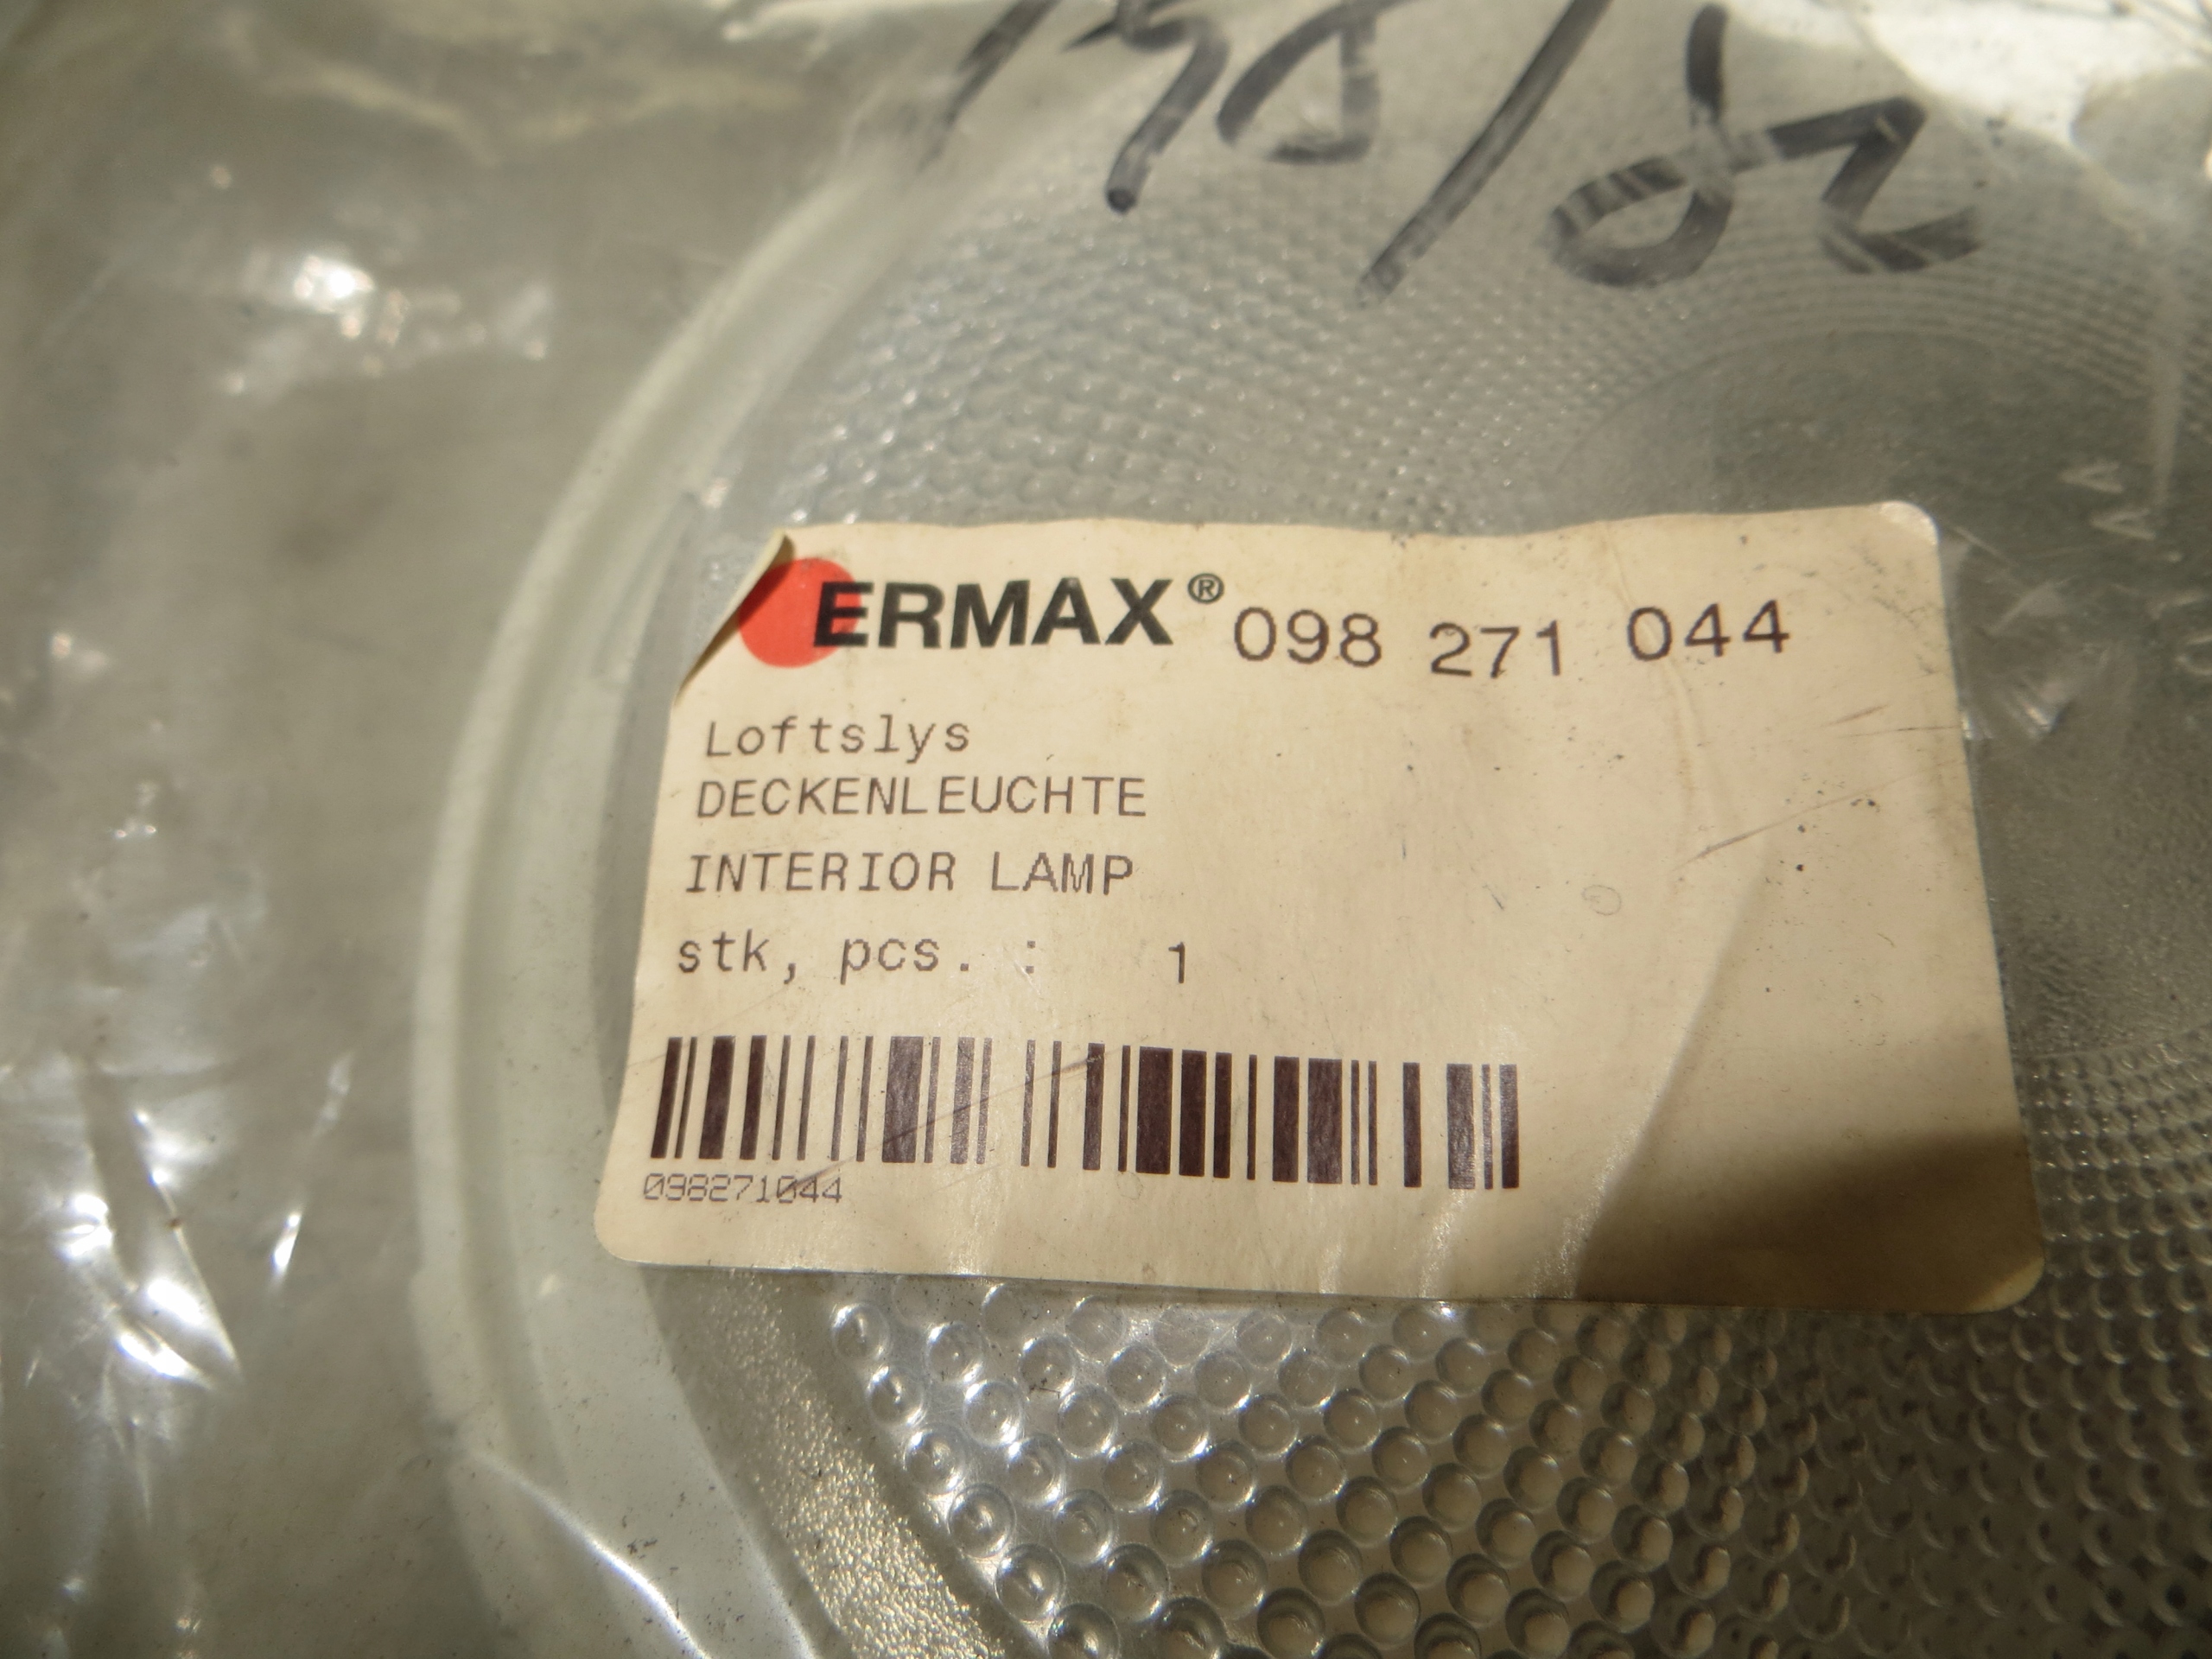 ERMAX® 098 271 044
Loftslys
DECKENLEUCHTE
INTERIOR LAMP
stk, pcs. : 1
098271044